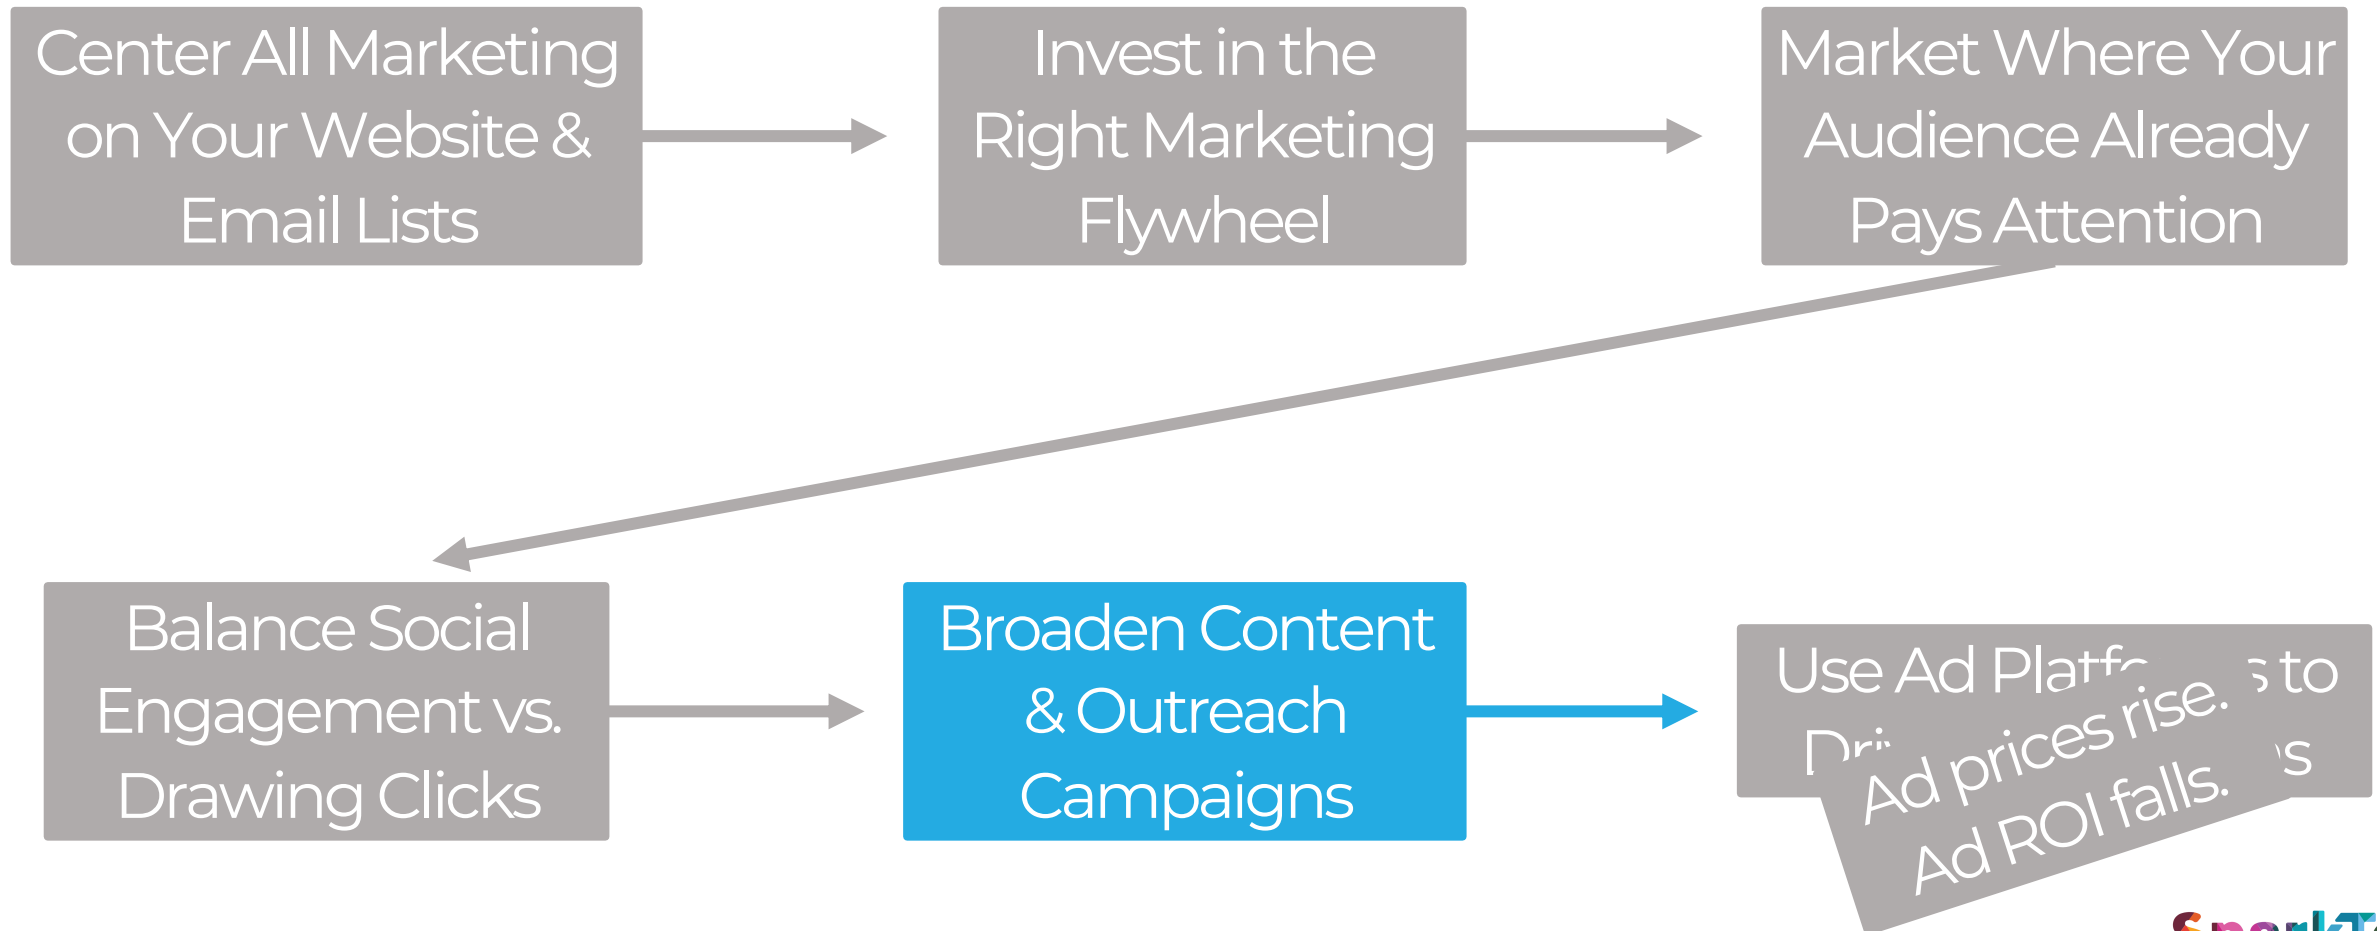 Center All Marketing
on Your Website &
Email Lists
Invest in the
Right Marketing
Flywheel
Market Where Your
Audience Already
Pays Attention
Balance Social
Engagement vs.
Drawing Clicks
Broaden Content
& Outreach
Campaigns
Use Ad to
Ad prices rise.
Ad ROI falls.